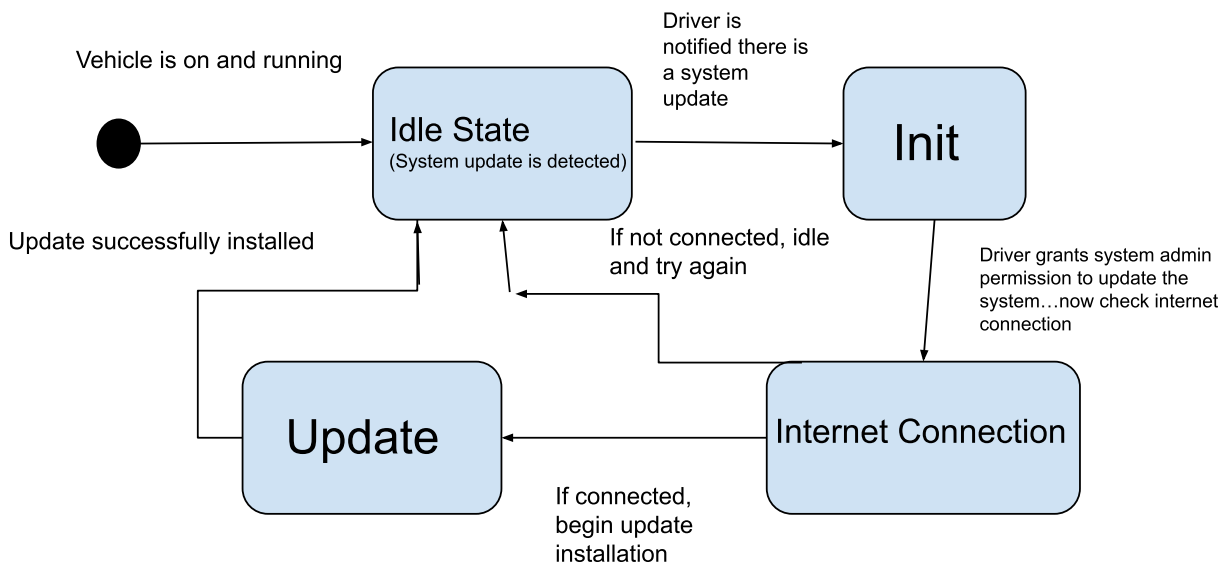 Driver is
notified there is
a system
update
Vehicle is on and running
Idle State
(System update is detected)
Init
Update successfully installed
If not connected, idle
and try again
Driver grants system admin
permission to update the
system…now check internet
connection
Update
Internet Connection
If connected,
begin update
installation